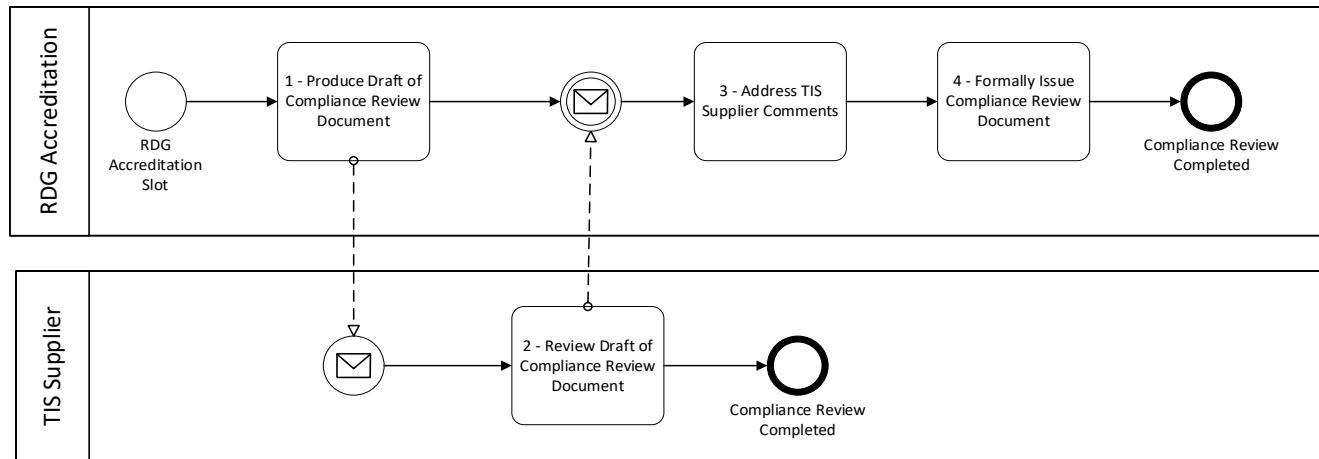 RDG Accreditation
RDG
Accreditation
Slot
1 - Produce Draft of
Compliance Review
Document
3 - Address TIS
Supplier Comments
4 - Formally Issue
Compliance Review
Document
Compliance Review
Completed
TIS Supplier
2 - Review Draft of
Compliance Review
Document
Compliance Review
Completed